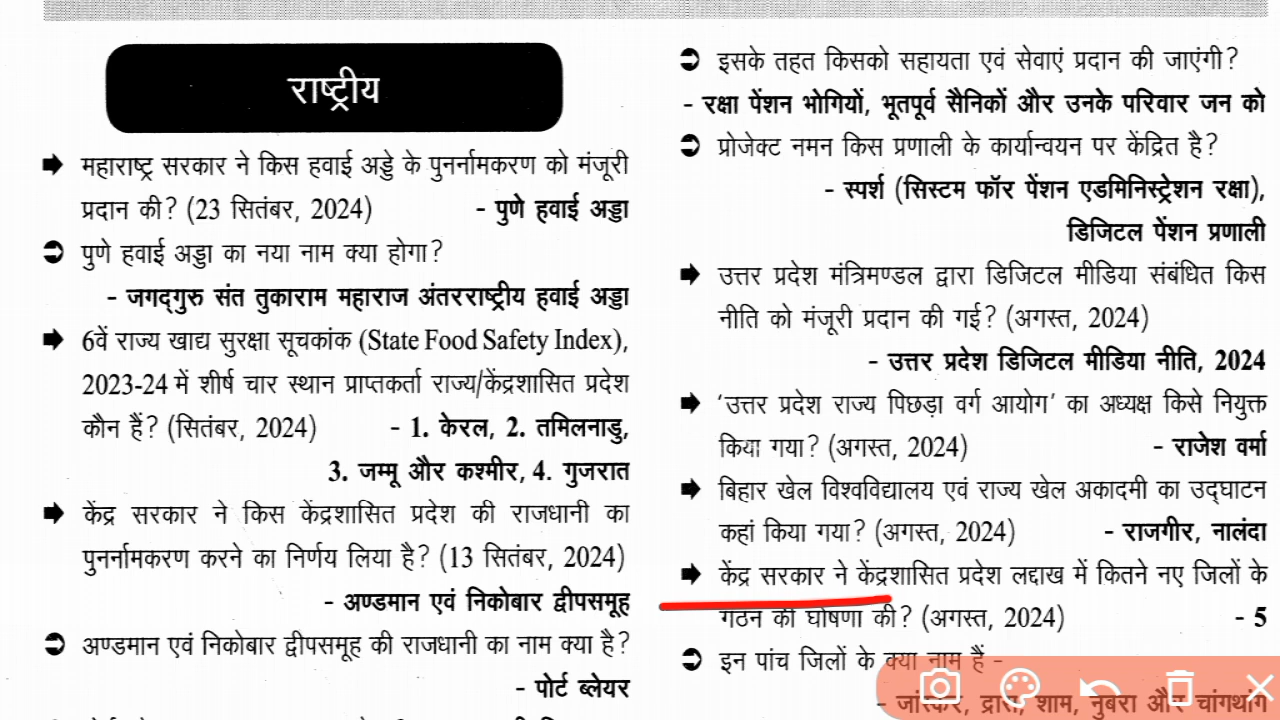 राष्ट्रीय
महाराष्ट्र सरकार ने किस हवाई अड्डे के पुनर्नामकरण को मंजूरी
प्रदान की? (23 सितंबर, 2024) - पुणे हवाई अड्डा
पुणे हवाई अड्डा का नया नाम क्या होगा?
- जगद्गुरु संत तुकाराम महाराज अंतरराष्ट्रीय हवाई अड्डा
6वें राज्य खाद्य सुरक्षा सूचकांक (State Food Safety Index),
2023-24 में शीर्ष चार स्थान प्राप्तकर्ता राज्य/केंद्रशासित प्रदेश
कौन हैं? (सितंबर, 2024) - 1. केरल, 2. तमिलनाडु,
3. जम्मू और कश्मीर, 4. गुजरात
केंद्र सरकार ने किस केंद्रशासित प्रदेश की राजधानी का
पुनर्नामकरण करने का निर्णय लिया है? (13 सितंबर, 2024)
- अण्डमान एवं निकोबार द्वीपसमूह
अण्डमान एवं निकोबार द्वीपसमूह की राजधानी का नाम क्या है?
- पोर्ट ब्लेयर
इसके तहत किसको सहायता एवं सेवाएं प्रदान की जाएंगी?
- रक्षा पेंशन भोगियों, भूतपूर्व सैनिकों और उनके परिवार जन को
प्रोजेक्ट नमन किस प्रणाली के कार्यान्वयन पर केंद्रित है?
- स्पर्श (सिस्टम फॉर पेंशन एडमिनिस्ट्रेशन रक्षा),
डिजिटल पेंशन प्रणाली
उत्तर प्रदेश मंत्रिमण्डल द्वारा डिजिटल मीडिया संबंधित किस
नीति को मंजूरी प्रदान की गई? (अगस्त, 2024)
- उत्तर प्रदेश डिजिटल मीडिया नीति, 2024
'उत्तर प्रदेश राज्य पिछड़ा वर्ग आयोग' का अध्यक्ष किसे नियुक्त
किया गया? (अगस्त, 2024) - राजेश वर्मा
बिहार खेल विश्वविद्यालय एवं राज्य खेल अकादमी का उद्घाटन
कहां किया गया? (अगस्त, 2024) - राजगीर, नालंदा
केंद्र सरकार ने केंद्रशासित प्रदेश लद्दाख में कितने नए जिलों के
गठन की घोषणा की? (अगस्त, 2024) - 5
इन पांच जिलों के क्या नाम हैं -
- जांस्कर, द्रास, शाम, नुबरा और चांगथांग